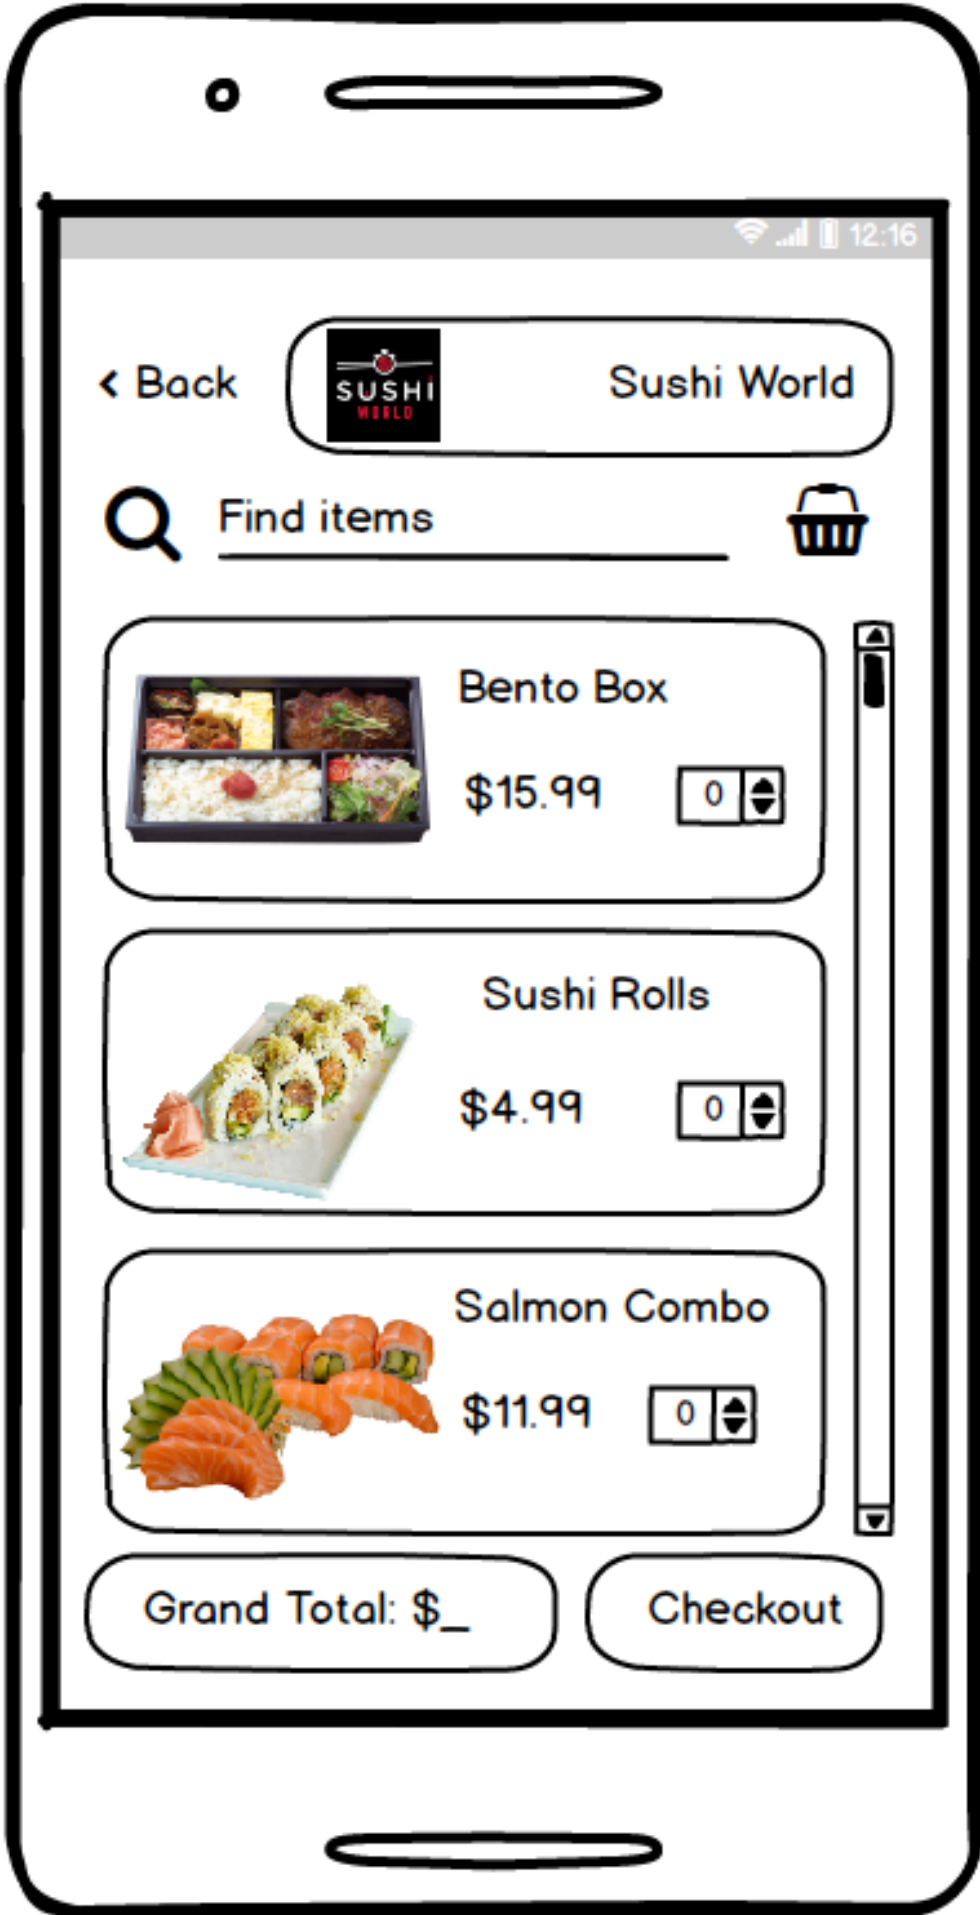 12:16
< Back
SUSHi
WORLD
Sushi World
Find items
Bento Box
$15.99
0
Sushi Rolls
$4.99
0
Salmon Combo
$11.99
0
Grand Total: $_
Checkout